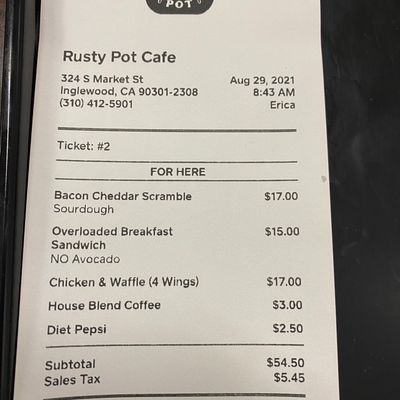 POT
Rusty Pot Cafe
324 S Market St Aug 29, 2021
Inglewood, CA 90301-2308 8:43 AM
(310) 412-5901 Erica
Ticket: #2
FOR HERE
Bacon Cheddar Scramble $17.00
Sourdough
Overloaded Breakfast $15.00
Sandwich
NO Avocado
Chicken & Waffle (4 Wings) $17.00
House Blend Coffee $3.00
Diet Pepsi $2.50
Subtotal $54.50
Sales Tax $5.45